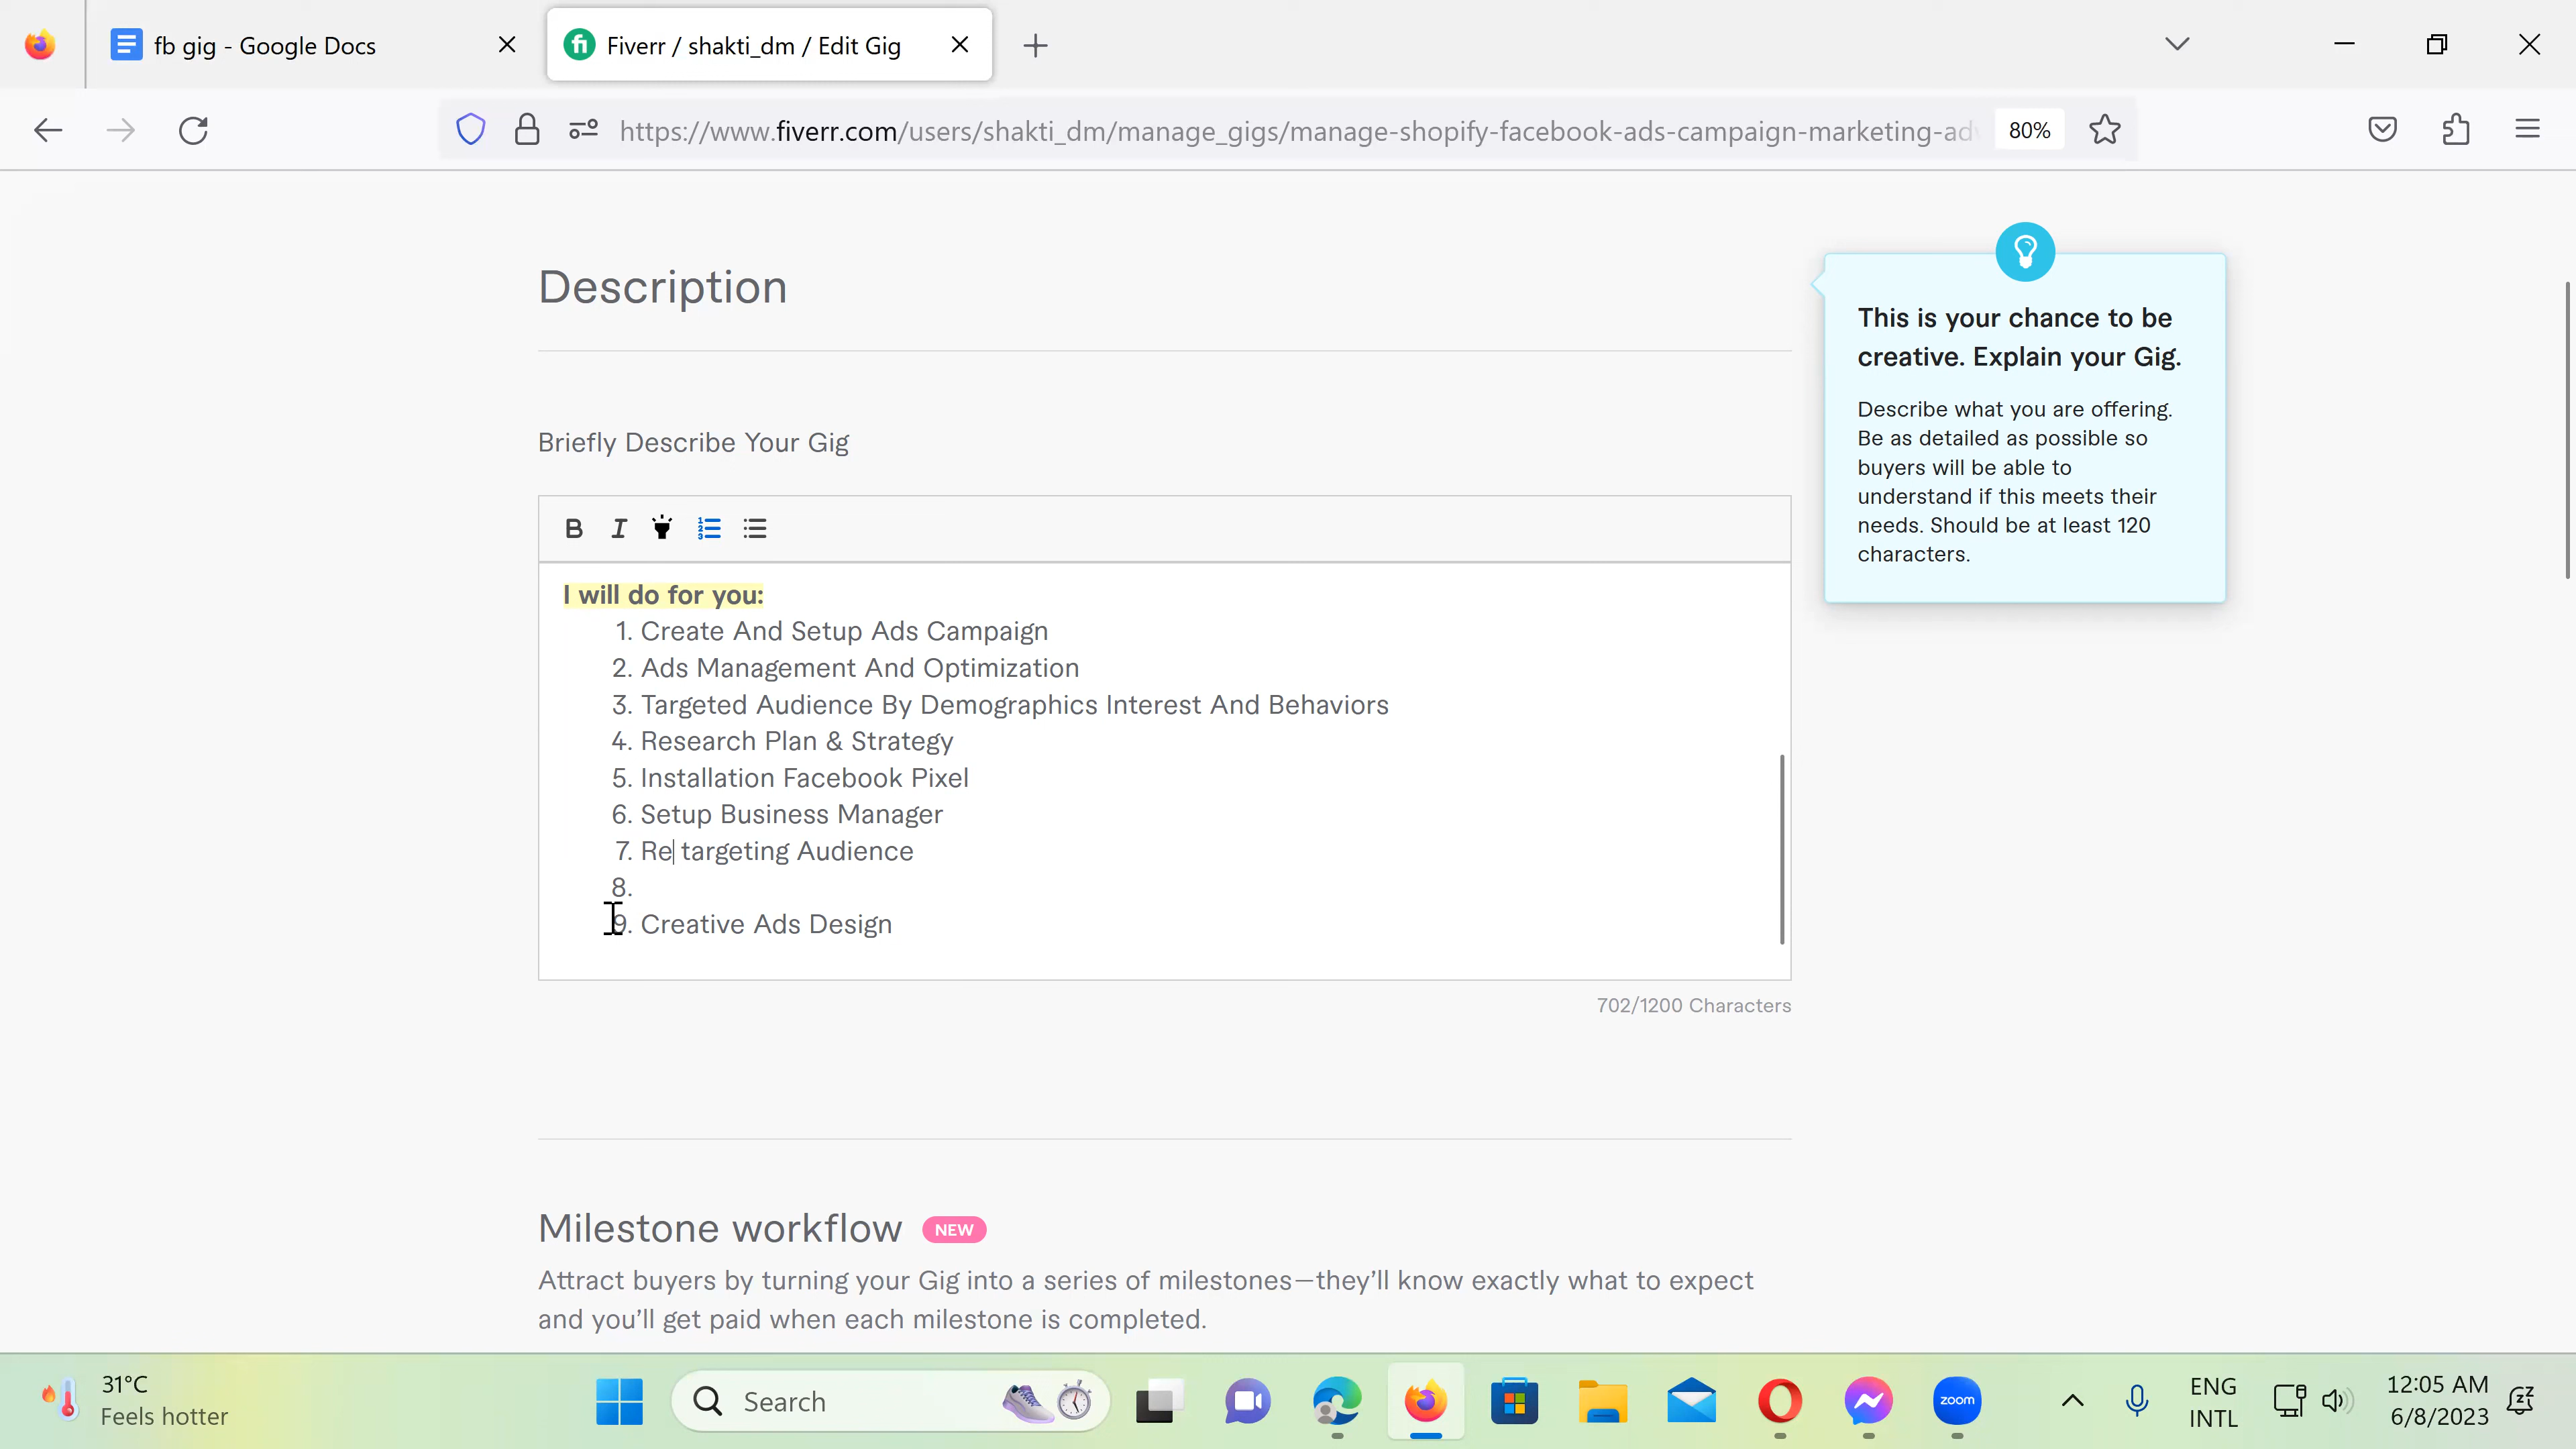 fb gig - Google Docs
Fiverr / shakti_dm / Edit Gig
https://www.fiverr.com/users/shakti_dm/manage_gigs/manage-shopify-facebook-ads-campaign-marketing-adv
80%
Description
Briefly Describe Your Gig
I will do for you:
1. Create And Setup Ads Campaign
2. Ads Management And Optimization
3. Targeted Audience By Demographics Interest And Behaviors
4. Research Plan & Strategy
5. Installation Facebook Pixel
6. Setup Business Manager
7. Re targeting Audience
8.
9. Creative Ads Design
702/1200 Characters
This is your chance to be
creative. Explain your Gig.
Describe what you are offering.
Be as detailed as possible so
buyers will be able to
understand if this meets their
needs. Should be at least 120
characters.
Milestone workflow NEW
Attract buyers by turning your Gig into a series of milestones—they'll know exactly what to expect
and you'll get paid when each milestone is completed.
31°C
Feels hotter
Search
zoom
ENG
INTL
12:05 AM
6/8/2023